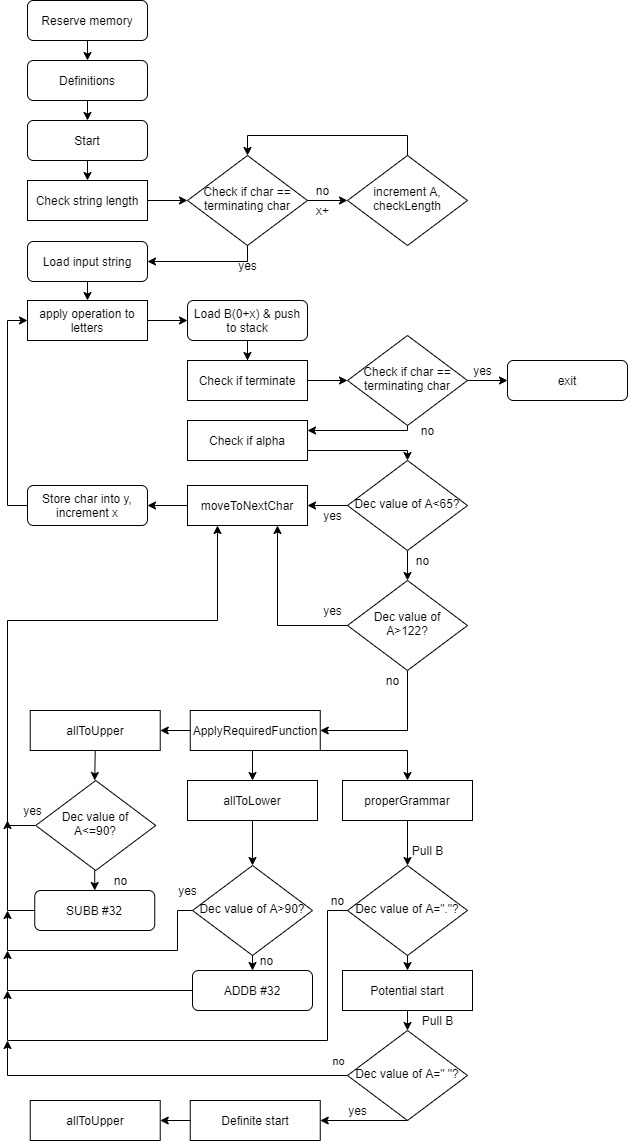 Reserve memory
Definitions
Start
Check string length
Check if char ==
terminating char
no
x+
increment A,
checkLength
yes
Load input string
apply operation to
letters
Load B(0+x) & push
to stack
Check if terminate
Check if char ==
terminating char
yes
exit
no
Check if alpha
Dec value of A<65?
yes
moveToNextChar
Store char into y,
increment x
no
Dec value of
A>122?
yes
no
ApplyRequiredFunction
allToUpper
allToLower
properGrammar
Dec value of
A<=90?
yes
no
SUBB #32
Pull B
Dec value of A>90?
yes
no
ADDB #32
Dec value of A="."?
no
Potential start
Pull B
Dec value of A=" "?
no
yes
Definite start
allToUpper